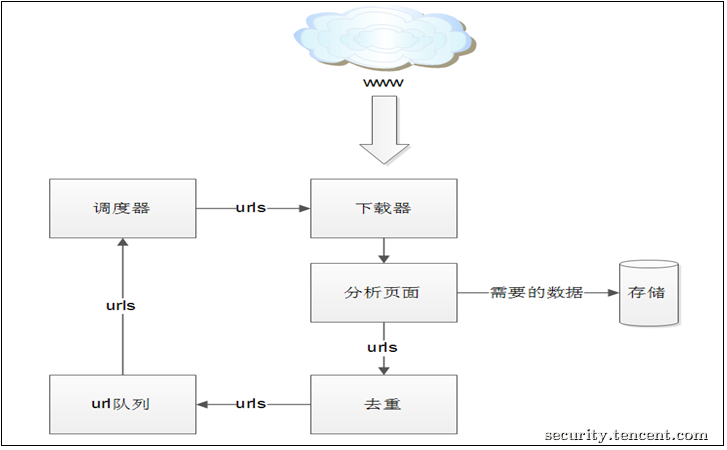 www
调度器
urls
下载器
urls
分析页面
需要的数据
存储
urls
url队列
urls
去重
security.tencent.com